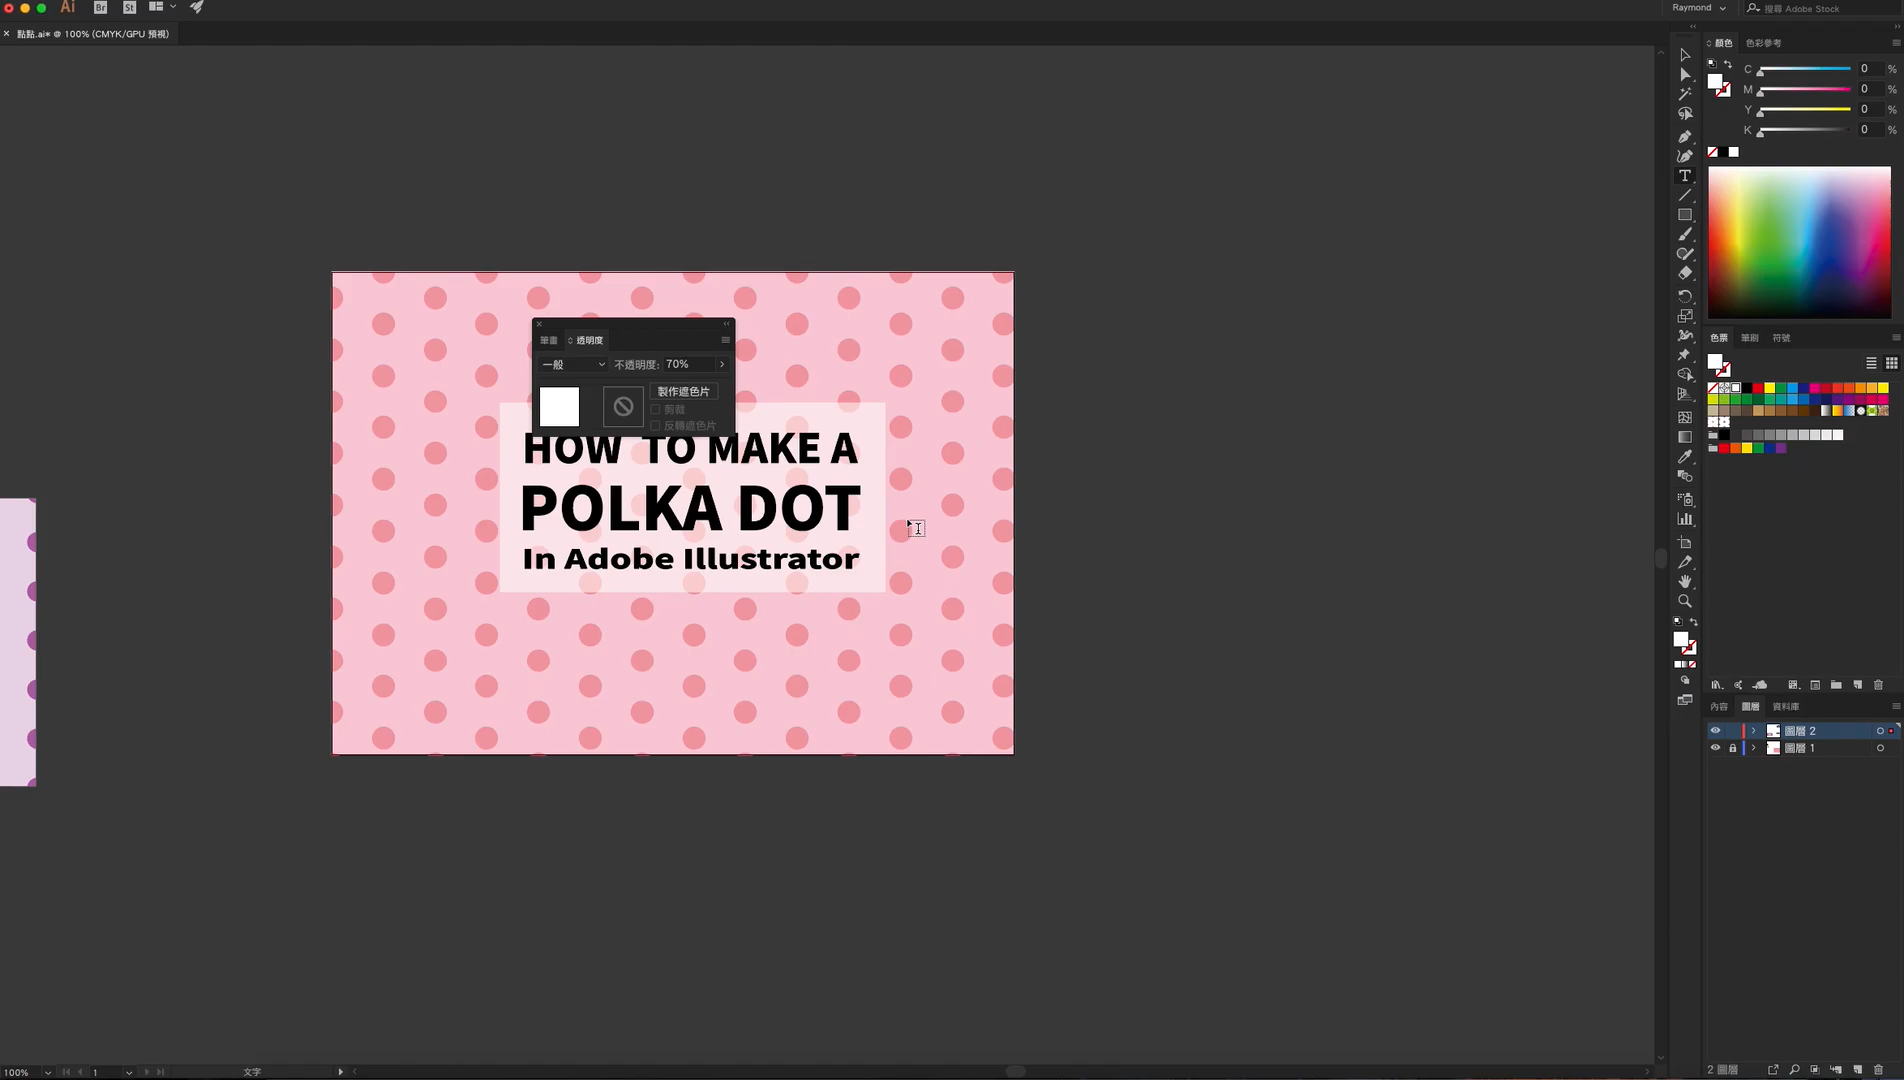 Ai Br St Raymond 搜尋 Adobe Stock
點點.ai* @ 100% (CMYK/GPU 預視)
顏色 色彩參考
C 0 %
M 0 %
Y 0 %
K 0 %
筆畫 透明度
一般 不透明度: 70%
製作遮色片
剪裁
反轉遮色片
HOW TO MAKE A
POLKA DOT
In Adobe Illustrator
色票 筆刷 符號
內容 圖層 資料庫
圖層 2
圖層 1
100% 1 文字 2 圖層